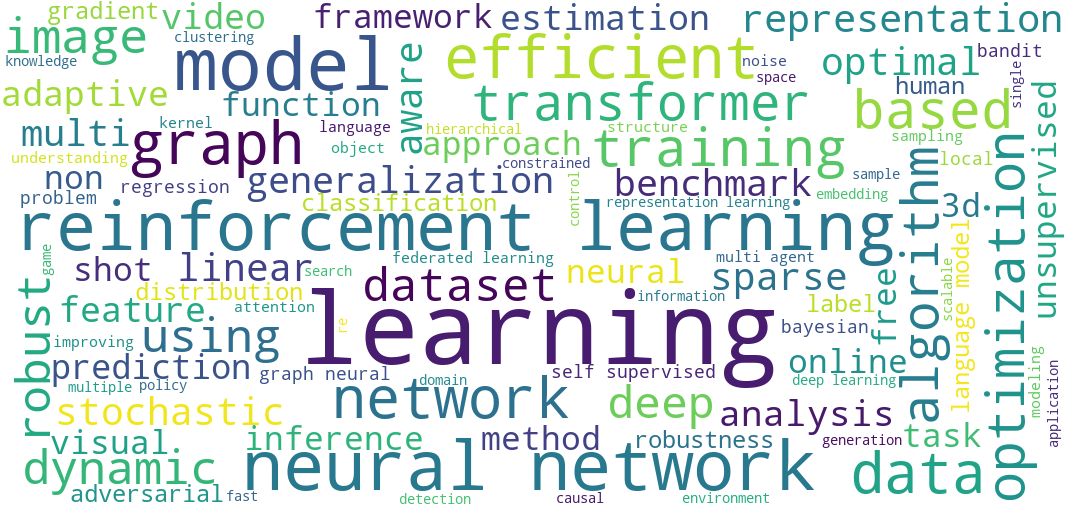 gradient
video
framework
estimation
representation
image
clustering
knowledge
model
aware
efficient
noise
space
optimal
bandit
human
single
adaptive
function
transformer
based
multi
kernel
graph
language
object
hierarchical
approach
structure
training
sampling
local
understanding
non
regression
problem
generalization
classification
constrained
control
benchmark
sample
embedding
representation learning
reinforcement learning
algorithm
3d
optimization
unsupervised
game
shot
linear
search
federated learning
dataset
neural
multi agent
sparse
information
label
bayesian
free
scalable
language model
robust
distribution
feature
attention
re
learning
improving
using
prediction
multiple
policy
graph neural
domain
self supervised
online
deep learning
modeling
application
stochastic
network
deep
analysis
visual
inference
method
robustness
generation
task
dynamic
neural network
data
adversarial
fast
detection
causal
environment